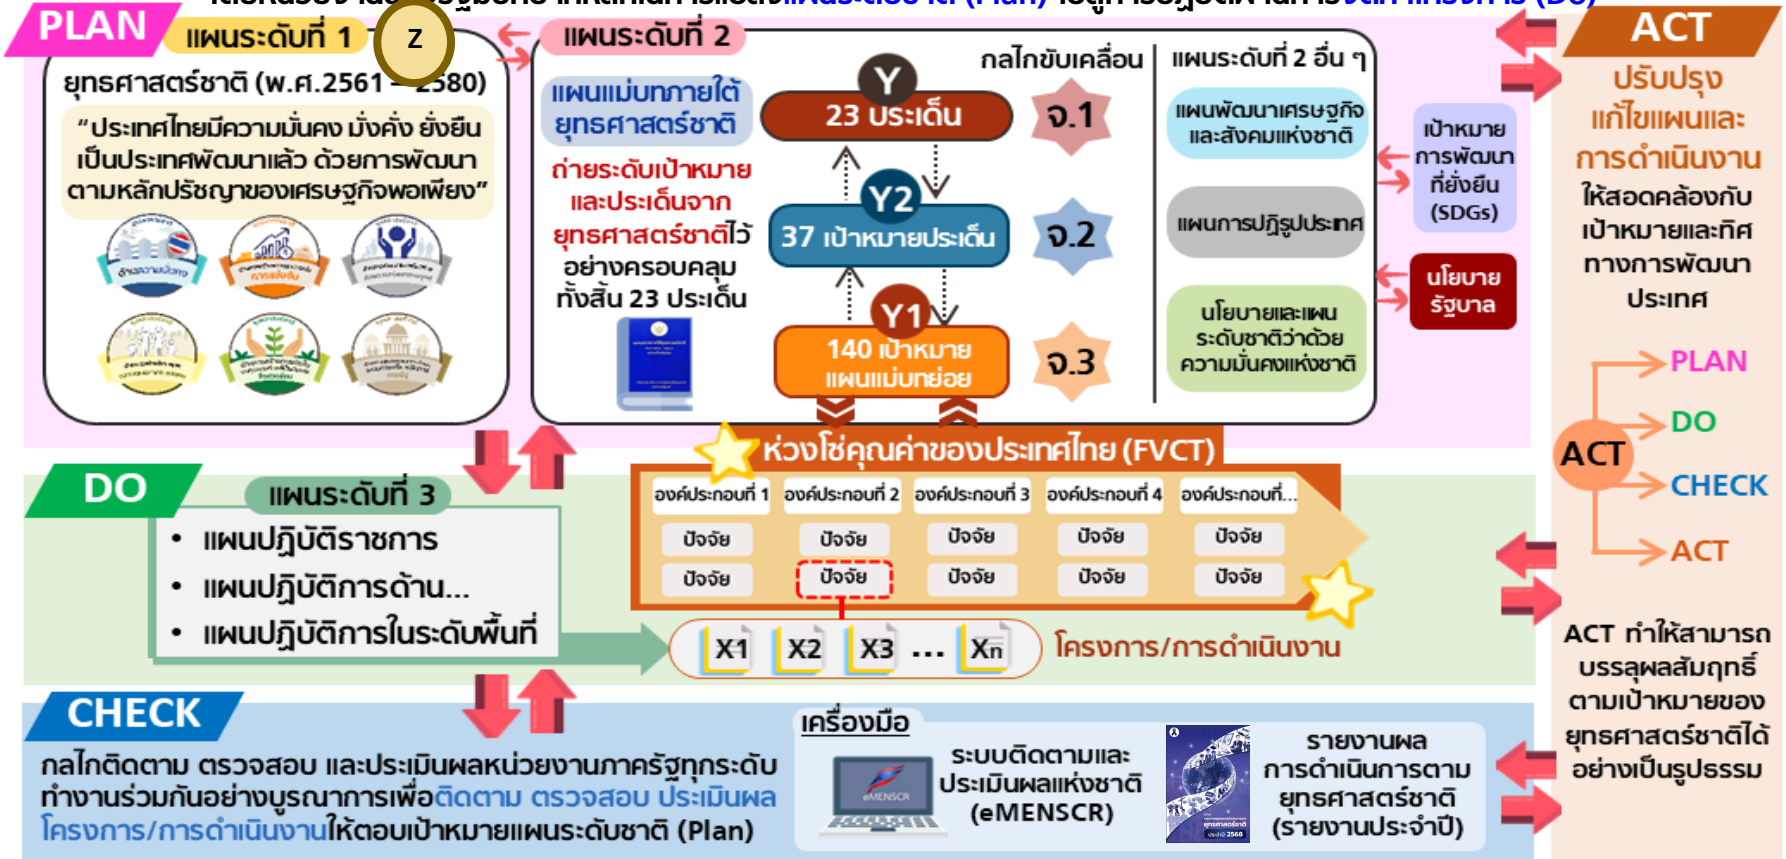 แผนระดับชาติ (Plan)
(Do)
PLAN
แผนระดับที่ 1
Z
ยุทธศาสตร์ชาติ (พ.ศ.2561 – 2580)
“ประเทศไทยมีความมั่นคง มั่งคั่ง ยั่งยืน
เป็นประเทศพัฒนาแล้ว ด้วยการพัฒนา
ตามหลักปรัชญาของเศรษฐกิจพอเพียง”
แผนระดับที่ 2
แผนแม่บทภายใต้
ยุทธศาสตร์ชาติ
ถ่ายระดับเป้าหมาย
และประเด็นจาก
ยุทธศาสตร์ชาติไว้
อย่างครอบคลุม
ทั้งสิ้น 23 ประเด็น
Y
23 ประเด็น
Y2
37 เป้าหมายประเด็น
Y1
140 เป้าหมาย
แผนแม่บทย่อย
กลไกขับเคลื่อน
จ.1
จ.2
จ.3
แผนระดับที่ 2 อื่น ๆ
แผนพัฒนาเศรษฐกิจ
และสังคมแห่งชาติ
แผนการปฏิรูปประเทศ
นโยบายและแผน
ระดับชาติว่าด้วย
ความมั่นคงแห่งชาติ
เป้าหมาย
การพัฒนา
ที่ยั่งยืน
(SDGs)
นโยบาย
รัฐบาล
ACT
ปรับปรุง
แก้ไขแผนและ
การดำเนินงาน
ให้สอดคล้องกับ
เป้าหมายและทิศ
ทางการพัฒนา
ประเทศ
ACT
PLAN
DO
CHECK
ACT
ACT ทำให้สามารถ
บรรลุผลสัมฤทธิ์
ตามเป้าหมายของ
ยุทธศาสตร์ชาติได้
อย่างเป็นรูปธรรม
DO
แผนระดับที่ 3
• แผนปฏิบัติราชการ
• แผนปฏิบัติการด้าน...
• แผนปฏิบัติการในระดับพื้นที่
ห่วงโซ่คุณค่าของประเทศไทย (FVCT)
องค์ประกอบที่ 1 องค์ประกอบที่ 2 องค์ประกอบที่ 3 องค์ประกอบที่ 4 องค์ประกอบที่...
ปัจจัย ปัจจัย ปัจจัย ปัจจัย ปัจจัย
ปัจจัย ปัจจัย ปัจจัย ปัจจัย ปัจจัย
X1 X2 X3 ... Xn
โครงการ/การดำเนินงาน
CHECK
กลไกติดตาม ตรวจสอบ และประเมินผลหน่วยงานภาครัฐทุกระดับ
ทำงานร่วมกันอย่างบูรณาการเพื่อติดตาม ตรวจสอบ ประเมินผล
โครงการ/การดำเนินงานให้ตอบเป้าหมายแผนระดับชาติ (Plan)
เครื่องมือ
eMENSCR
ระบบติดตามและ
ประเมินผลแห่งชาติ
(eMENSCR)
ยุทธศาสตร์ชาติ
ประจำปี 2568
รายงานผล
การดำเนินการตาม
ยุทธศาสตร์ชาติ
(รายงานประจำปี)